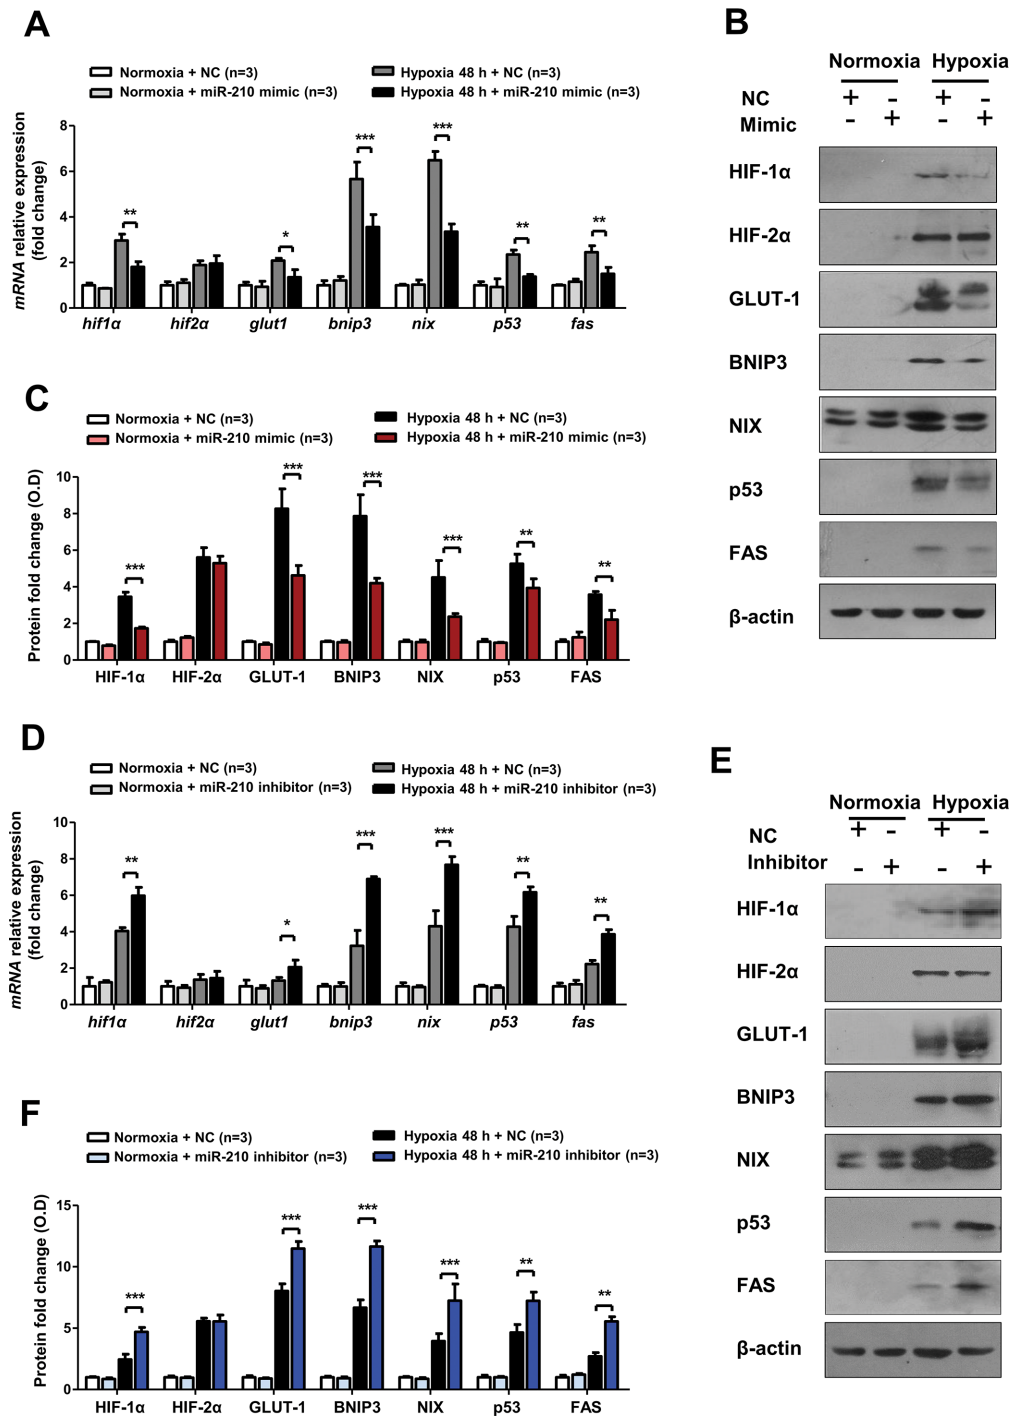 A
Normoxia + NC (n=3)
Hypoxia 48 h + NC (n=3)
Normoxia + miR-210 mimic (n=3)
Hypoxia 48 h + miR-210 mimic (n=3)
mRNA relative expression
(fold change)
8
6
4
2
0
** * *** *** ** **
hif1α hif2α glut1 bnip3 nix p53 fas
B
Normoxia Hypoxia
NC + - + -
Mimic - + - +
HIF-1α
HIF-2α
GLUT-1
BNIP3
NIX
p53
FAS
β-actin
C
Normoxia + NC (n=3)
Hypoxia 48 h + NC (n=3)
Normoxia + miR-210 mimic (n=3)
Hypoxia 48 h + miR-210 mimic (n=3)
Protein fold change (O.D)
10
8
6
4
2
0
*** *** *** *** ** **
HIF-1α HIF-2α GLUT-1 BNIP3 NIX p53 FAS
D
Normoxia + NC (n=3)
Hypoxia 48 h + NC (n=3)
Normoxia + miR-210 inhibitor (n=3)
Hypoxia 48 h + miR-210 inhibitor (n=3)
mRNA relative expression
(fold change)
10
8
6
4
2
0
** * *** *** ** **
hif1α hif2α glut1 bnip3 nix p53 fas
E
Normoxia Hypoxia
NC + - + -
Inhibitor - + - +
HIF-1α
HIF-2α
GLUT-1
BNIP3
NIX
p53
FAS
β-actin
F
Normoxia + NC (n=3)
Hypoxia 48 h + NC (n=3)
Normoxia + miR-210 inhibitor (n=3)
Hypoxia 48 h + miR-210 inhibitor (n=3)
Protein fold change (O.D)
15
10
5
0
*** *** *** *** ** **
HIF-1α HIF-2α GLUT-1 BNIP3 NIX p53 FAS